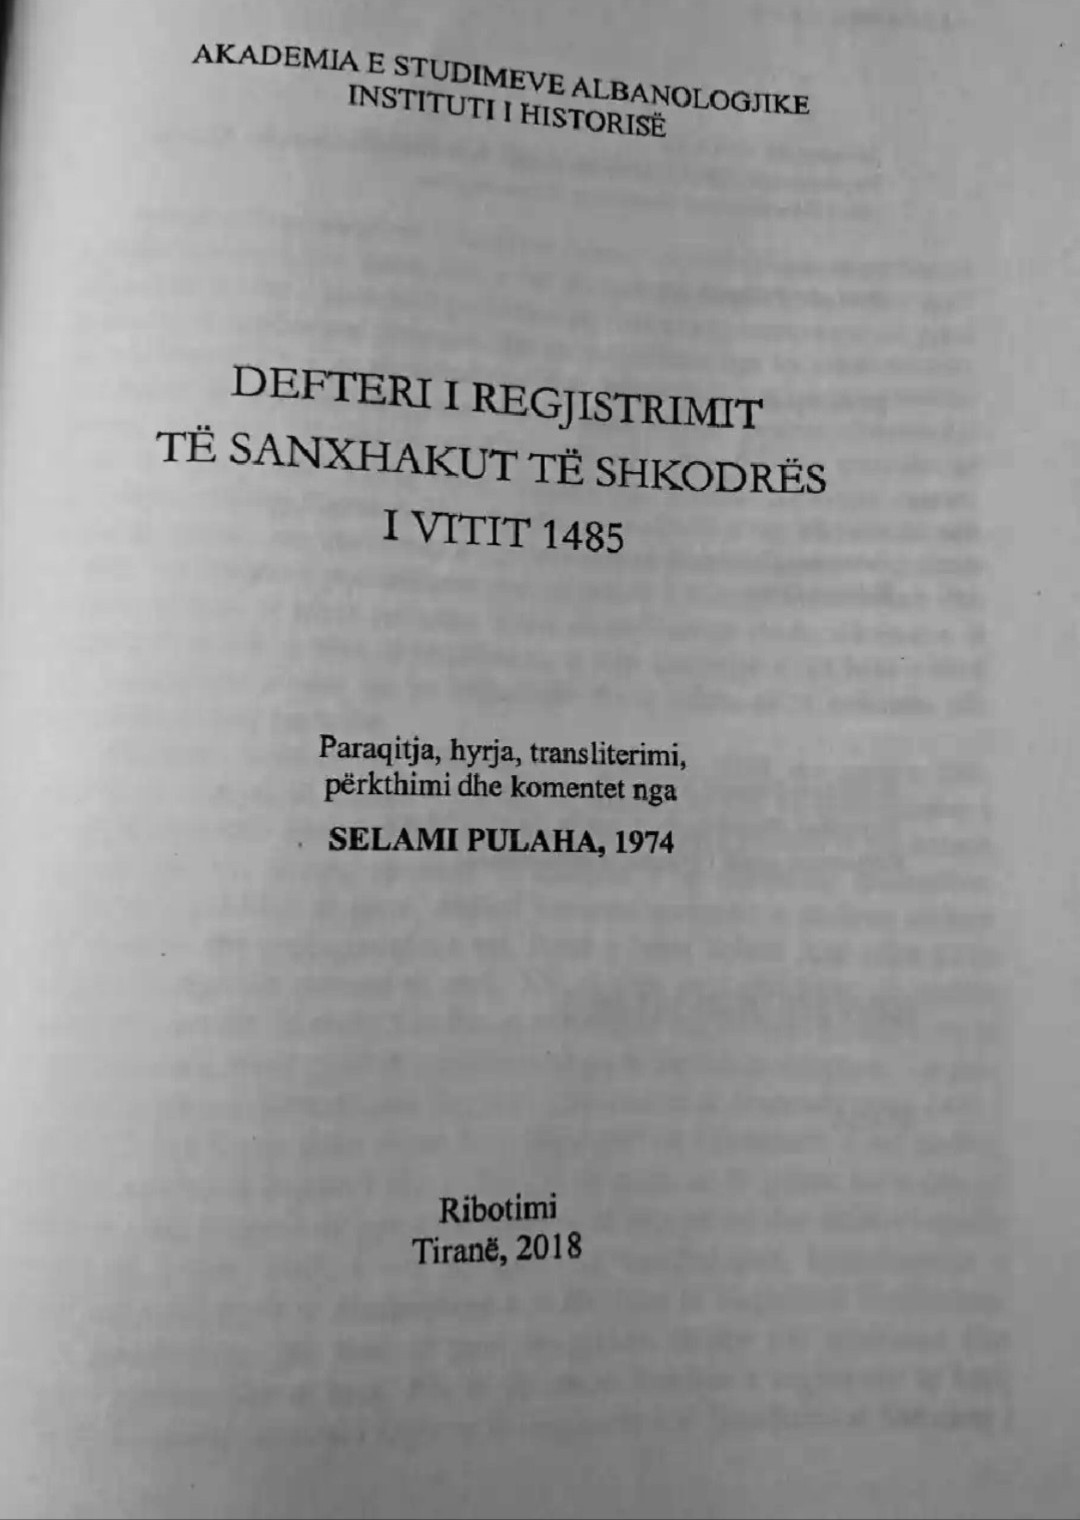 AKADEMIA E STUDIMEVE ALBANOLOGJIKE
INSTITUTI I HISTORISË
DEFTERI I REGJISTRIMIT
TË SANXHAKUT TË SHKODRËS
I VITIT 1485
Paraqitja, hyrja, transliterimi,
përkthimi dhe komentet nga
SELAMI PULAHA, 1974
Ribotimi
Tiranë, 2018